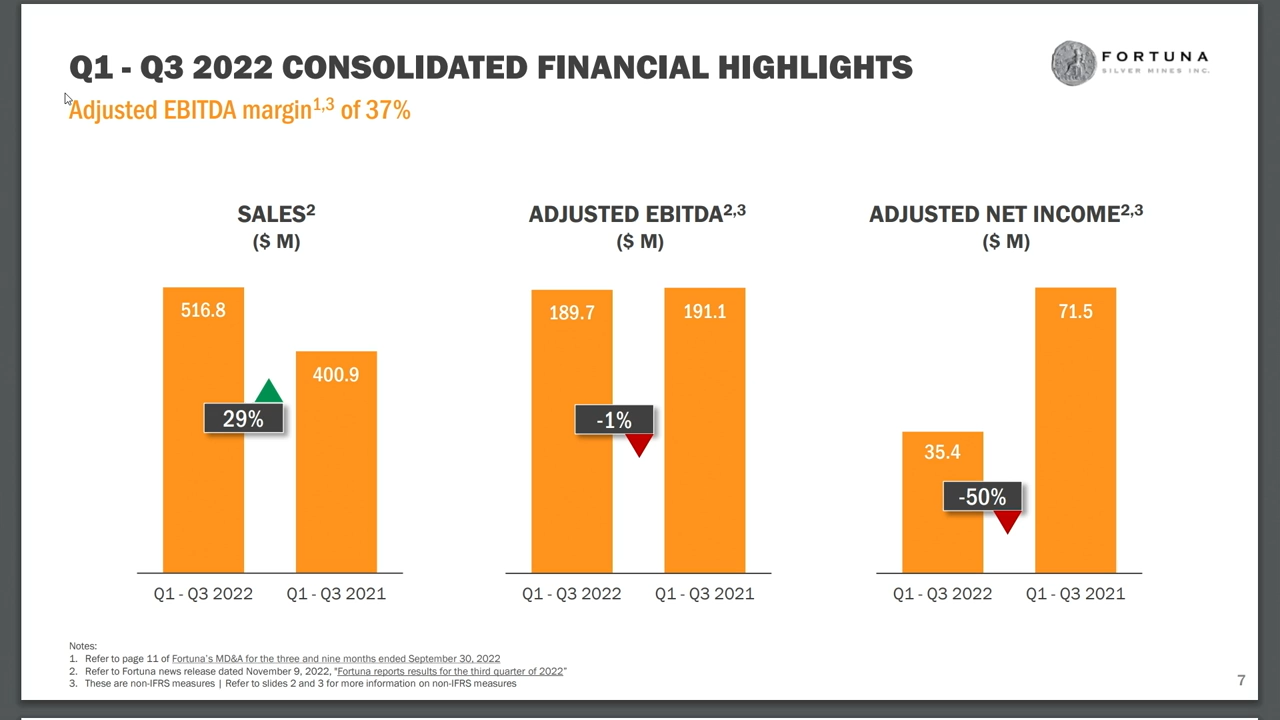 Q1 - Q3 2022 CONSOLIDATED FINANCIAL HIGHLIGHTS
FORTUNA
SILVER MINES INC.
Adjusted EBITDA margin1,3 of 37%
SALES2
($ M)
516.8
400.9
29%
Q1 - Q3 2022 Q1 - Q3 2021
ADJUSTED EBITDA2,3
($ M)
189.7
191.1
-1%
Q1 - Q3 2022 Q1 - Q3 2021
ADJUSTED NET INCOME2,3
($ M)
71.5
35.4
-50%
Q1 - Q3 2022 Q1 - Q3 2021
Notes:
1. Refer to page 11 of Fortuna's MD&A for the three and nine months ended September 30, 2022
2. Refer to Fortuna news release dated November 9, 2022, "Fortuna reports results for the third quarter of 2022"
3. These are non-IFRS measures | Refer to slides 2 and 3 for more information on non-IFRS measures
7